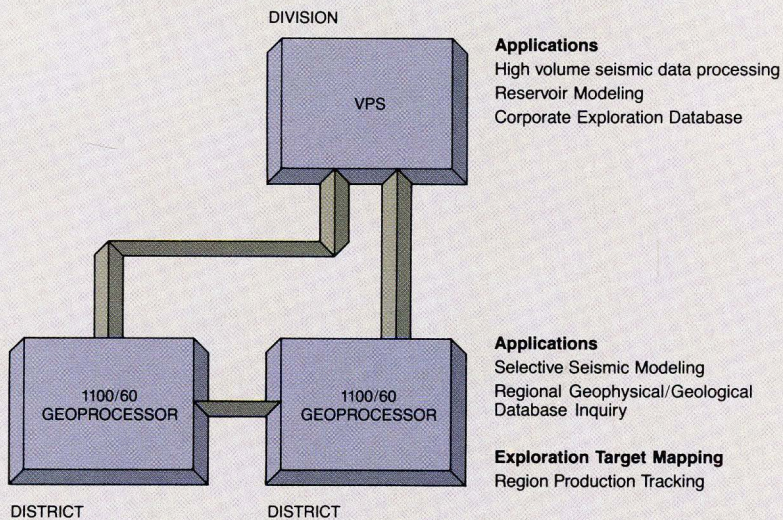 DIVISION
VPS
Applications
High volume seismic data processing
Reservoir Modeling
Corporate Exploration Database
1100/60
GEOPROCESSOR
1100/60
GEOPROCESSOR
Applications
Selective Seismic Modeling
Regional Geophysical/Geological
Database Inquiry
Exploration Target Mapping
Region Production Tracking
DISTRICT
DISTRICT